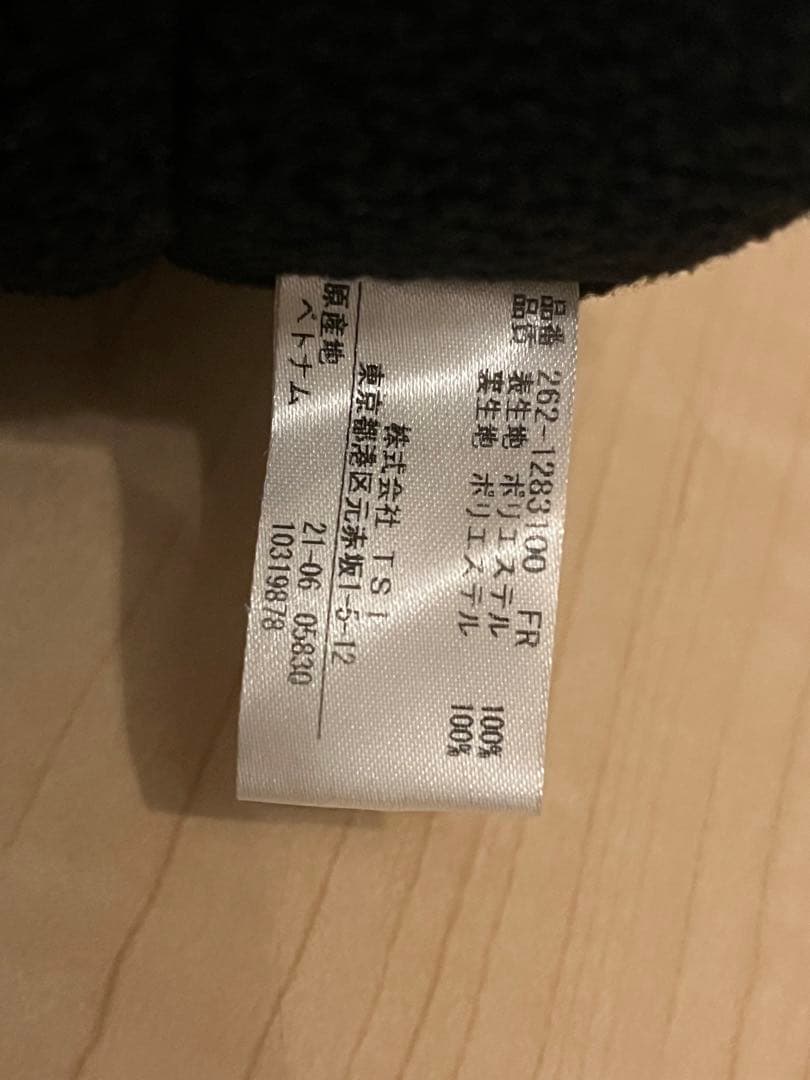 品番 262-1283100 FR
品質 表生地 ポリエステル 100%
裏生地 ポリエステル 100%
株式会社 TSI
東京都港区元赤坂1-5-12
原産地 21-06 05830
ベトナム 10319878